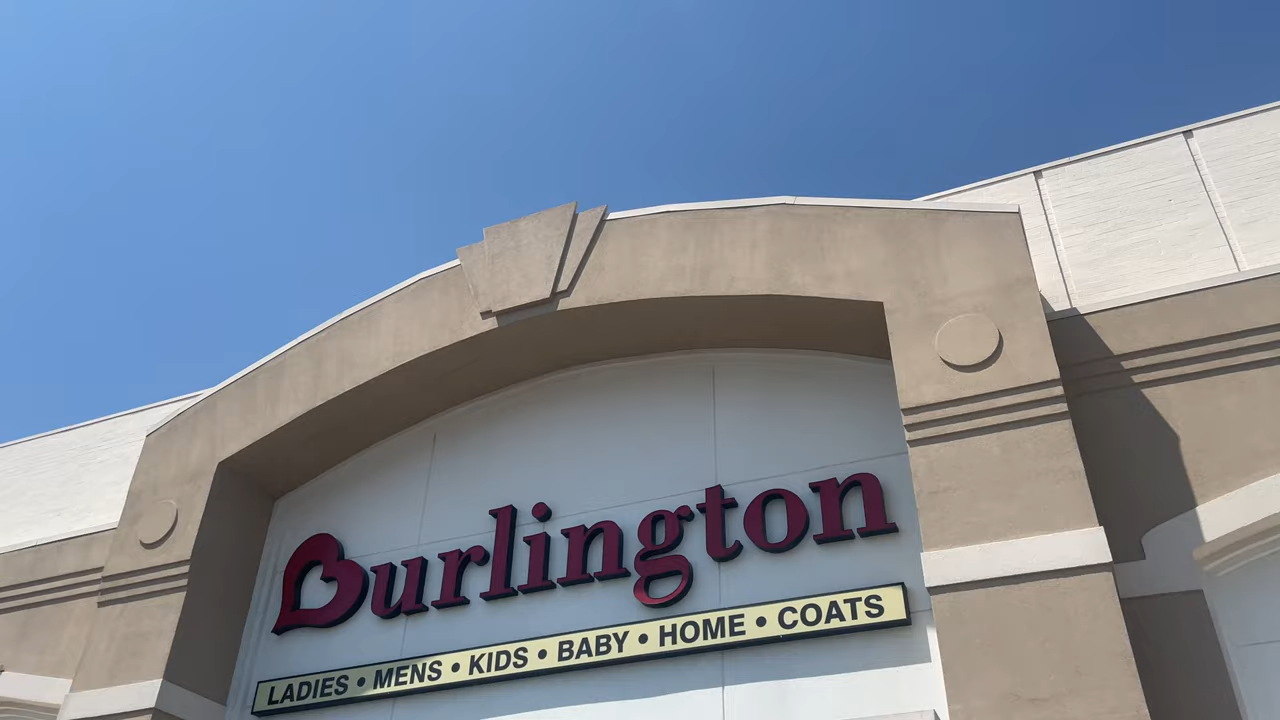 Burlington
LADIES • MENS • KIDS • BABY • HOME • COATS